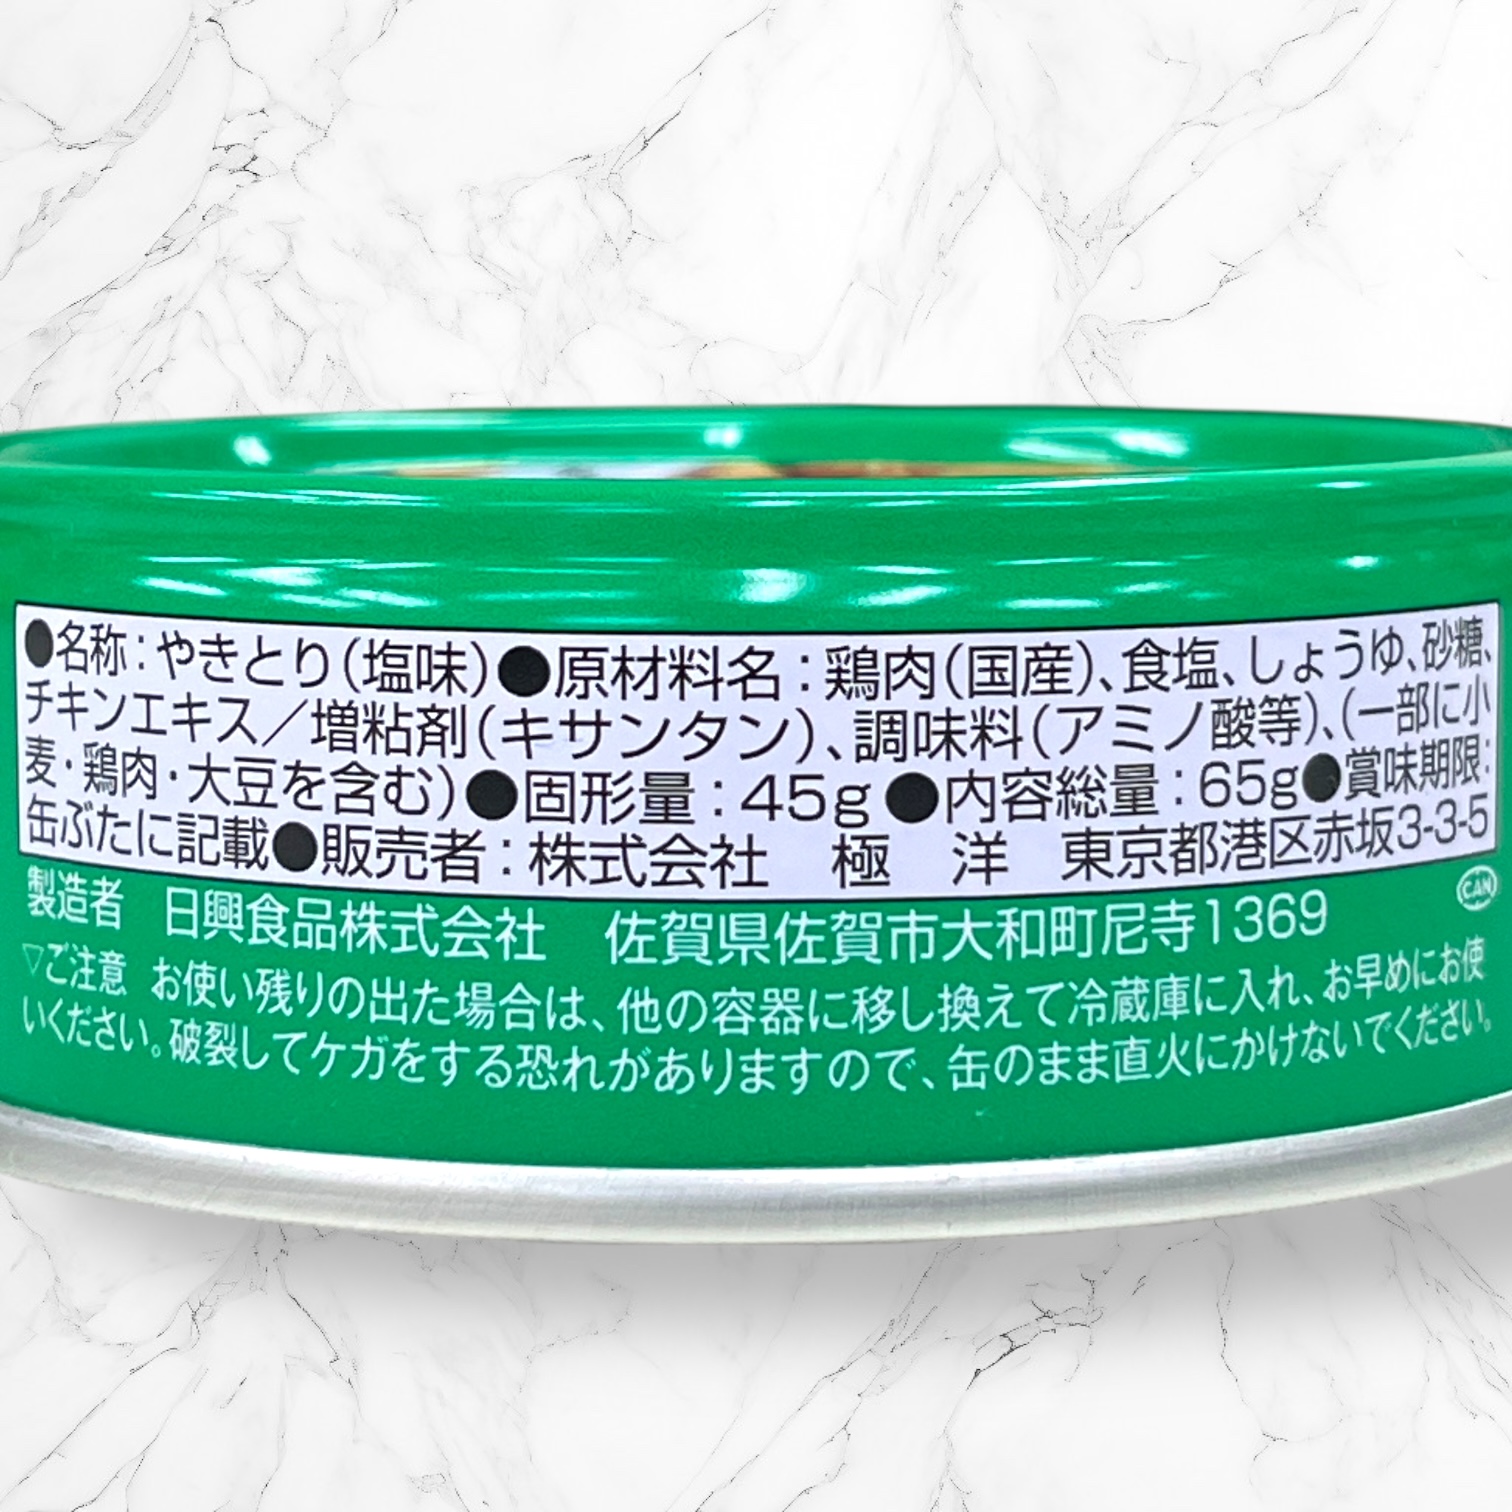 ●名称:やきとり(塩味)●原材料名:鶏肉(国産)、食塩、しょうゆ、砂糖、
チキンエキス/増粘剤(キサンタン)、調味料(アミノ酸等)、(一部に小
麦・鶏肉・大豆を含む)●固形量:45g●内容総量:65g●賞味期限:
缶ぶたに記載●販売者:株式会社 極 洋 東京都港区赤坂3-3-5
製造者 日興食品株式会社 佐賀県佐賀市大和町尼寺1369
CAN
▽ご注意 お使い残りの出た場合は、他の容器に移し換えて冷蔵庫に入れ、お早めにお使
いください。破裂してケガをする恐れがありますので、缶のまま直火にかけないでください。